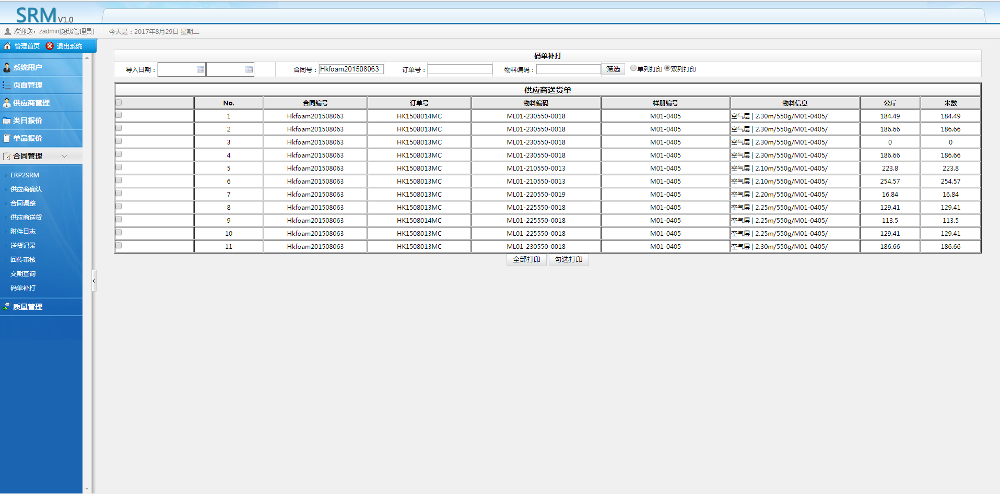 SRM V1.0
欢迎您，zadmin[超级管理员] 今天是：2017年8月29日 星期二
管理首页 退出系统
系统用户
页面管理
供应商管理
类目报价
单品报价
合同管理
ERP2SRM
供应商确认
合同调整
供应商送货
附件日志
送货记录
回传审核
交期查询
码单补打
质量管理
码单补打
导入日期： 合同号： Hkfoam201508063 订单号： 物料编码： 筛选 单列打印 双列打印
供应商送货单
No. 合同编号 订单号 物料编码 样册编号 物料信息 公斤 米数
1 Hkfoam201508063 HK1508014MC ML01-230550-0018 M01-0405 空气层 | 2.30m/550g/M01-0405/ 184.49 184.49
2 Hkfoam201508063 HK1508013MC ML01-230550-0018 M01-0405 空气层 | 2.30m/550g/M01-0405/ 186.66 186.66
3 Hkfoam201508063 HK1508013MC ML01-230550-0018 M01-0405 空气层 | 2.30m/550g/M01-0405/ 0 0
4 Hkfoam201508063 HK1508013MC ML01-230550-0018 M01-0405 空气层 | 2.30m/550g/M01-0405/ 186.66 186.66
5 Hkfoam201508063 HK1508013MC ML01-210550-0013 M01-0405 空气层 | 2.10m/550g/M01-0405/ 223.8 223.8
6 Hkfoam201508063 HK1508013MC ML01-210550-0013 M01-0405 空气层 | 2.10m/550g/M01-0405/ 254.57 254.57
7 Hkfoam201508063 HK1508013MC ML01-220550-0019 M01-0405 空气层 | 2.20m/550g/M01-0405/ 16.84 16.84
8 Hkfoam201508063 HK1508013MC ML01-225550-0018 M01-0405 空气层 | 2.25m/550g/M01-0405/ 129.41 129.41
9 Hkfoam201508063 HK1508014MC ML01-225550-0018 M01-0405 空气层 | 2.25m/550g/M01-0405/ 113.5 113.5
10 Hkfoam201508063 HK1508013MC ML01-225550-0018 M01-0405 空气层 | 2.25m/550g/M01-0405/ 129.41 129.41
11 Hkfoam201508063 HK1508013MC ML01-230550-0018 M01-0405 空气层 | 2.30m/550g/M01-0405/ 186.66 186.66
全部打印 勾选打印